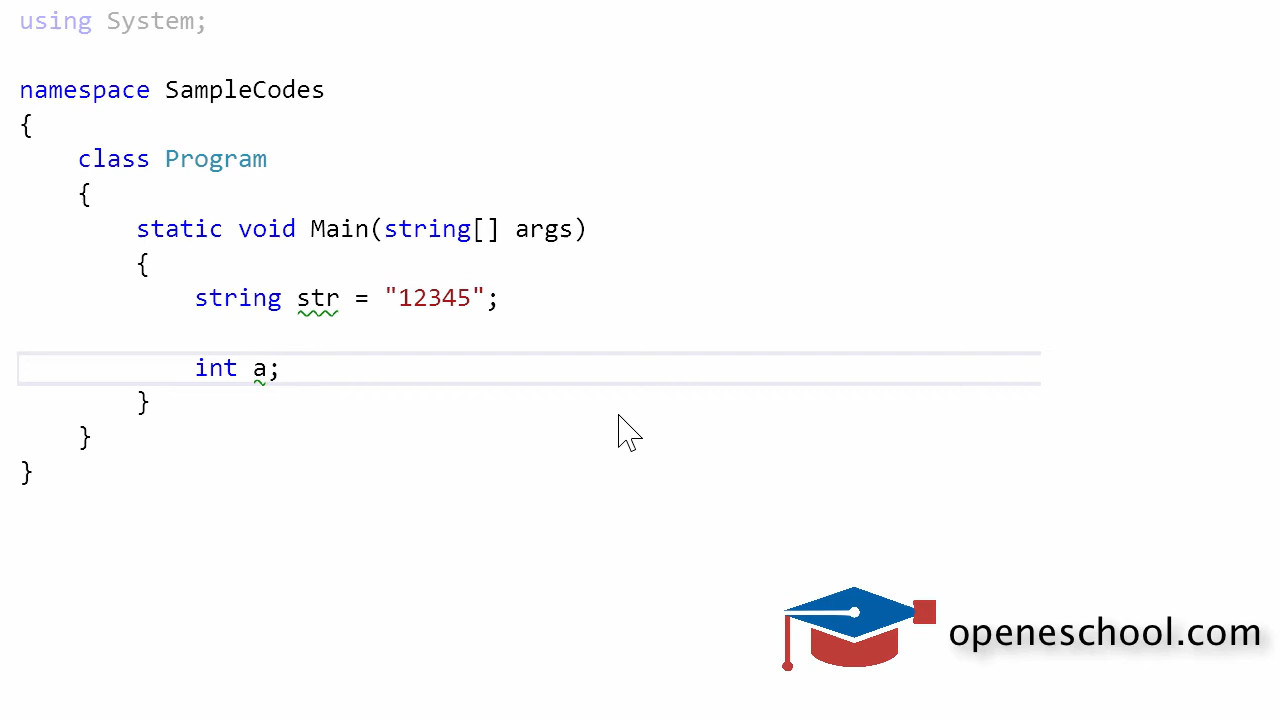 using System;
namespace SampleCodes
{
class Program
{
static void Main(string[] args)
{
string str = "12345";
int a;
}
}
}
openeschool.com